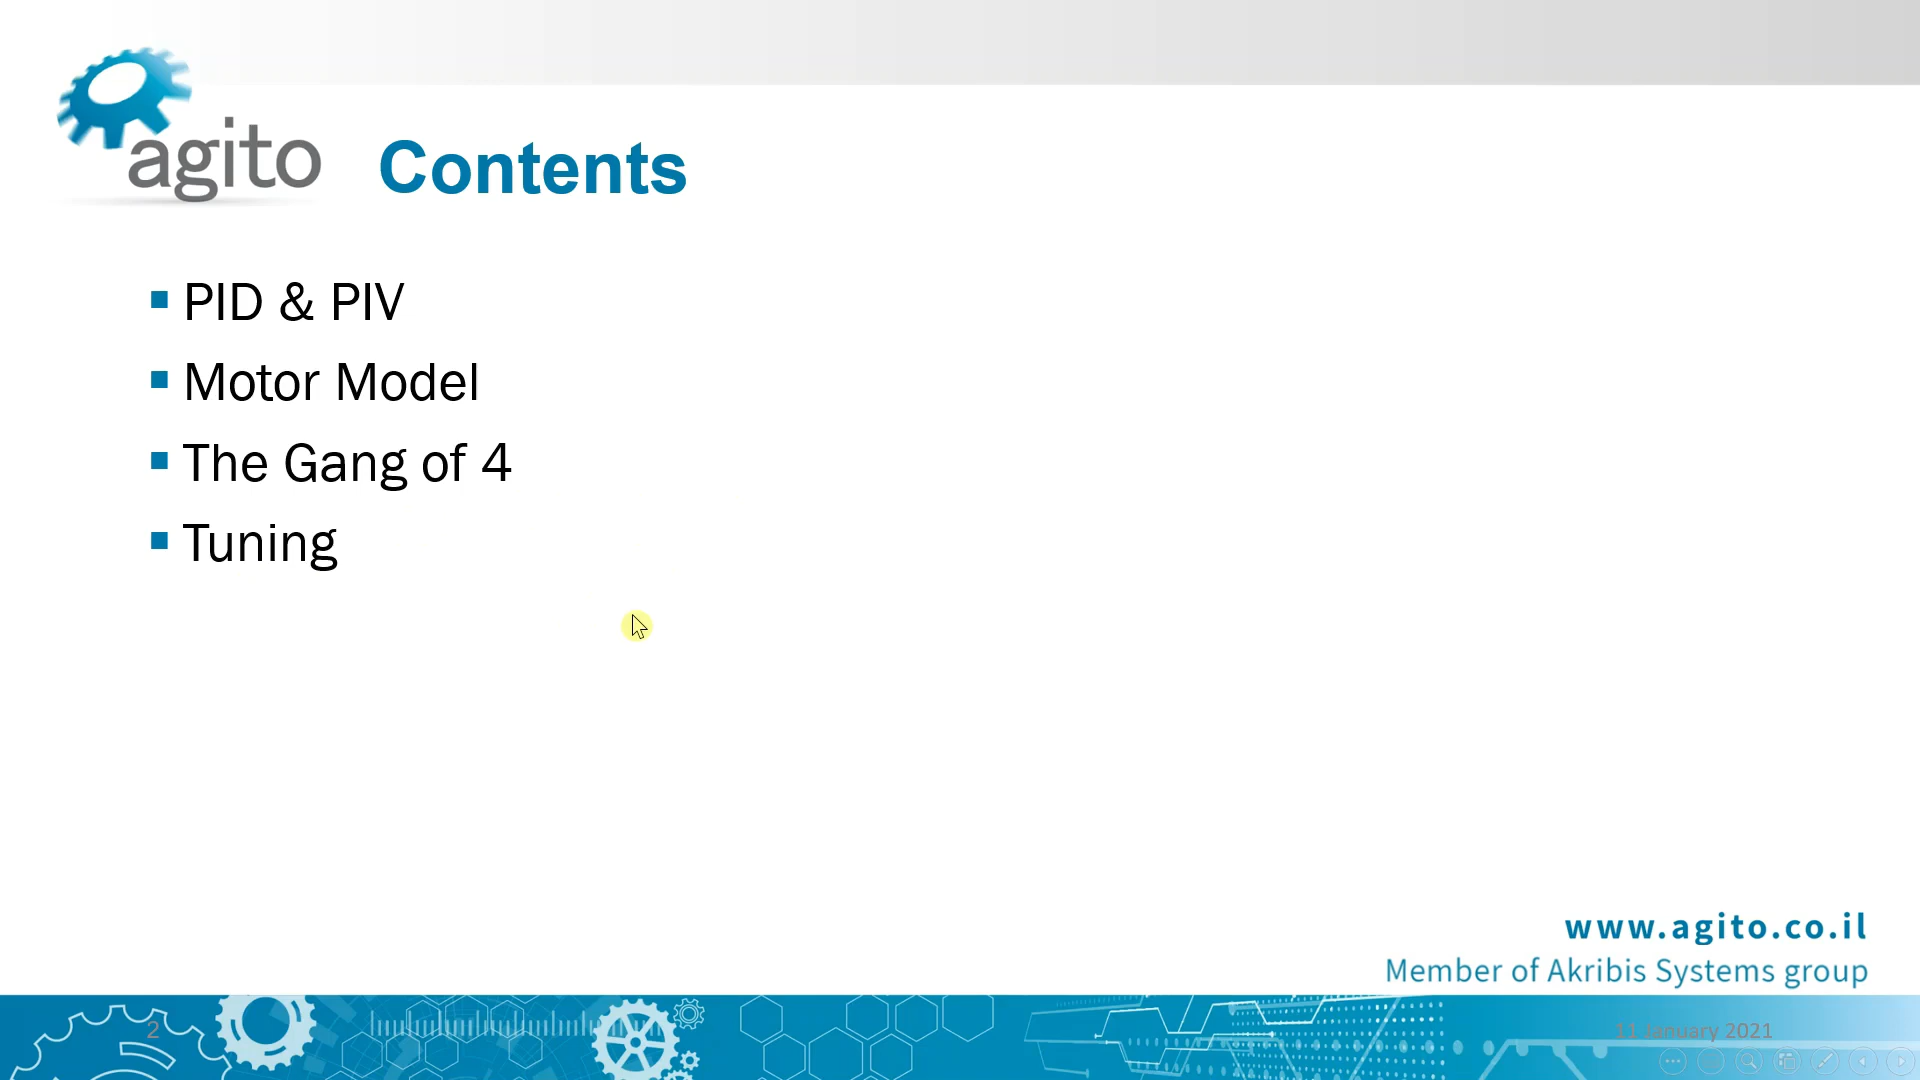 agito
Contents
PID & PIV
Motor Model
The Gang of 4
Tuning
www.agito.co.il
Member of Akribis Systems group
2
11 January 2021